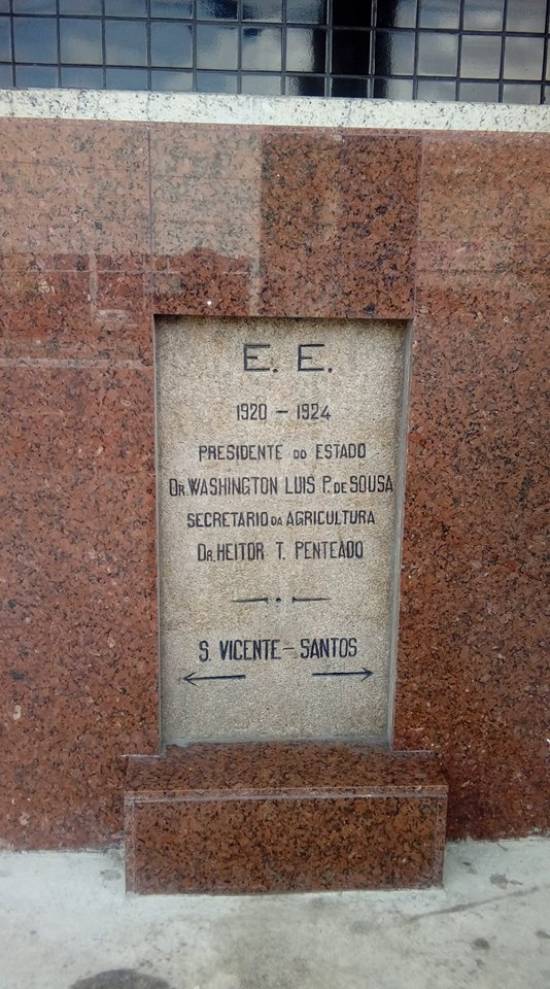 E. E.
1920 - 1924
PRESIDENTE DO ESTADO
DR. WASHINGTON LUIS P. DE SOUSA
SECRETARIO DA AGRICULTURA
DR. HEITOR T. PENTEADO
S. VICENTE - SANTOS